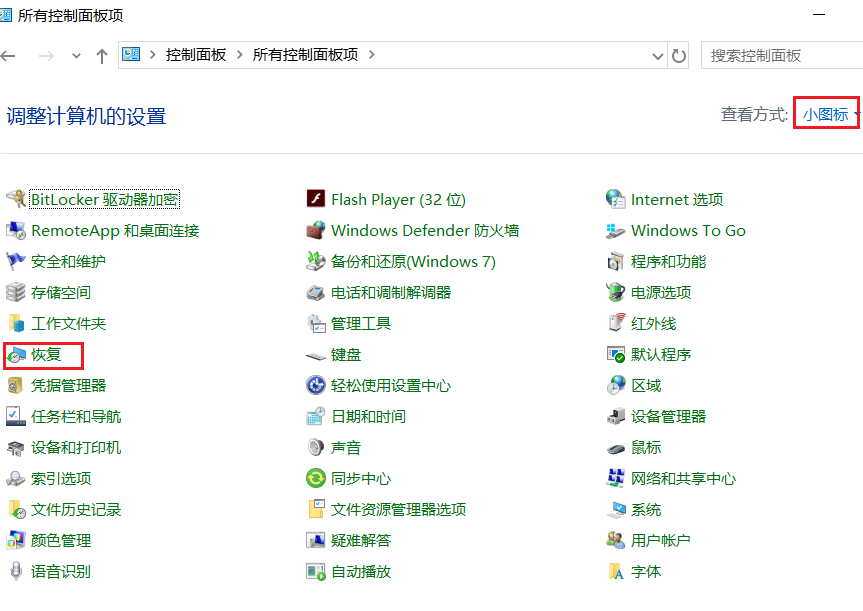 所有控制面板项
控制面板 所有控制面板项
搜索控制面板
调整计算机的设置
查看方式: 小图标
BitLocker 驱动器加密 Flash Player (32 位) Internet 选项
RemoteApp 和桌面连接 Windows Defender 防火墙 Windows To Go
安全和维护 备份和还原(Windows 7) 程序和功能
存储空间 电话和调制解调器 电源选项
工作文件夹 管理工具 红外线
恢复 键盘 默认程序
凭据管理器 轻松使用设置中心 区域
任务栏和导航 日期和时间 设备管理器
设备和打印机 声音 鼠标
索引选项 同步中心 网络和共享中心
文件历史记录 文件资源管理器选项 系统
颜色管理 疑难解答 用户帐户
语音识别 自动播放 字体